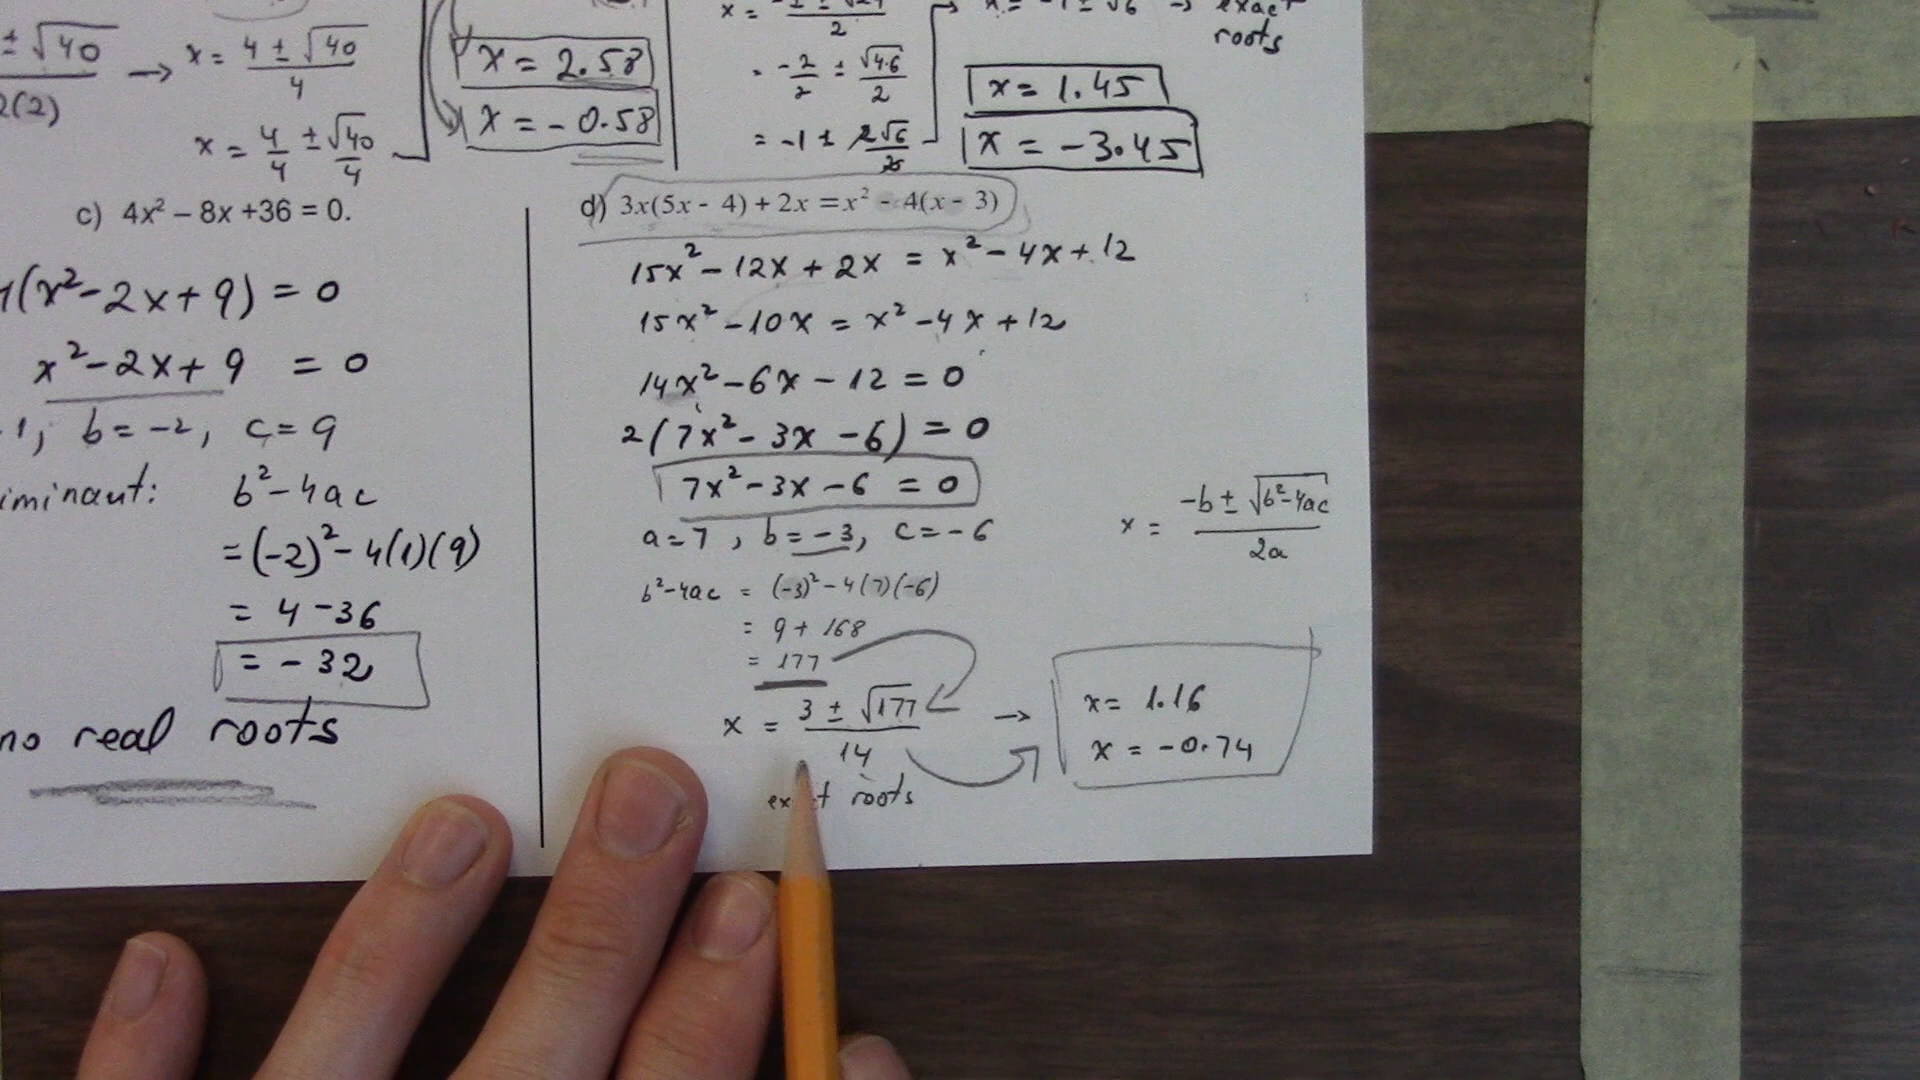 ± √40
2(2)
→ x = 4 ± √40
4
x = 4/4 ± √40/4
x = 2.58
x = -0.58
x =
2
= -2/2 ± √4·6/2
= -1 ± 2√6/2
± √6 → exact
roots
x = 1.45
x = -3.45
c) 4x² – 8x +36 = 0.
(x²-2x+9) = 0
x²-2x+9 = 0
1, b=-2, c=9
iminant: b²-4ac
=(-2)²-4(1)(9)
= 4-36
= -32
no real roots
d) 3x(5x - 4) + 2x = x² - 4(x - 3)
15x² - 12x + 2x = x² - 4x + 12
15x² - 10x = x² - 4x + 12
14x² - 6x - 12 = 0
2(7x² - 3x - 6) = 0
7x² - 3x - 6 = 0
a=7, b=-3, c=-6
x = -b ± √b²-4ac
2a
b²-4ac = (-3)² - 4(7)(-6)
= 9 + 168
= 177
x = 3 ± √177
14
exact roots
→ x = 1.16
x = -0.74